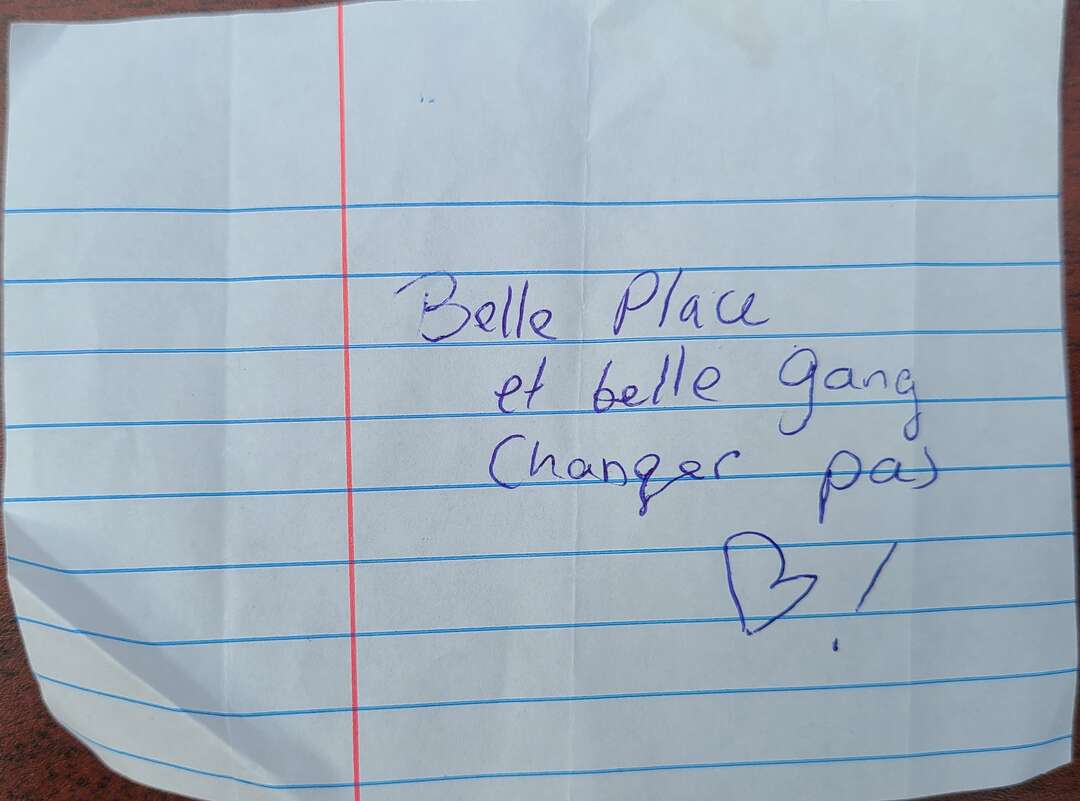 Belle Place
et belle gang
Changer pas
!